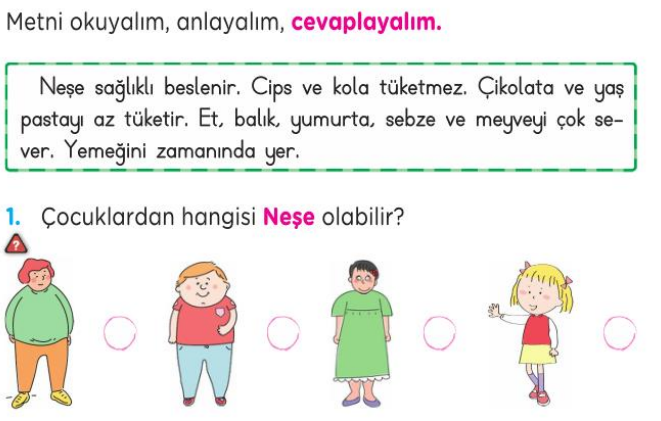 Metni okuyalım, anlayalım, cevaplayalım.
Neşe sağlıklı beslenir. Cips ve kola tüketmez. Çikolata ve yaş
pastayı az tüketir. Et, balık, yumurta, sebze ve meyveyi çok se-
ver. Yemeğini zamanında yer.
1. Çocuklardan hangisi Neşe olabilir?
?